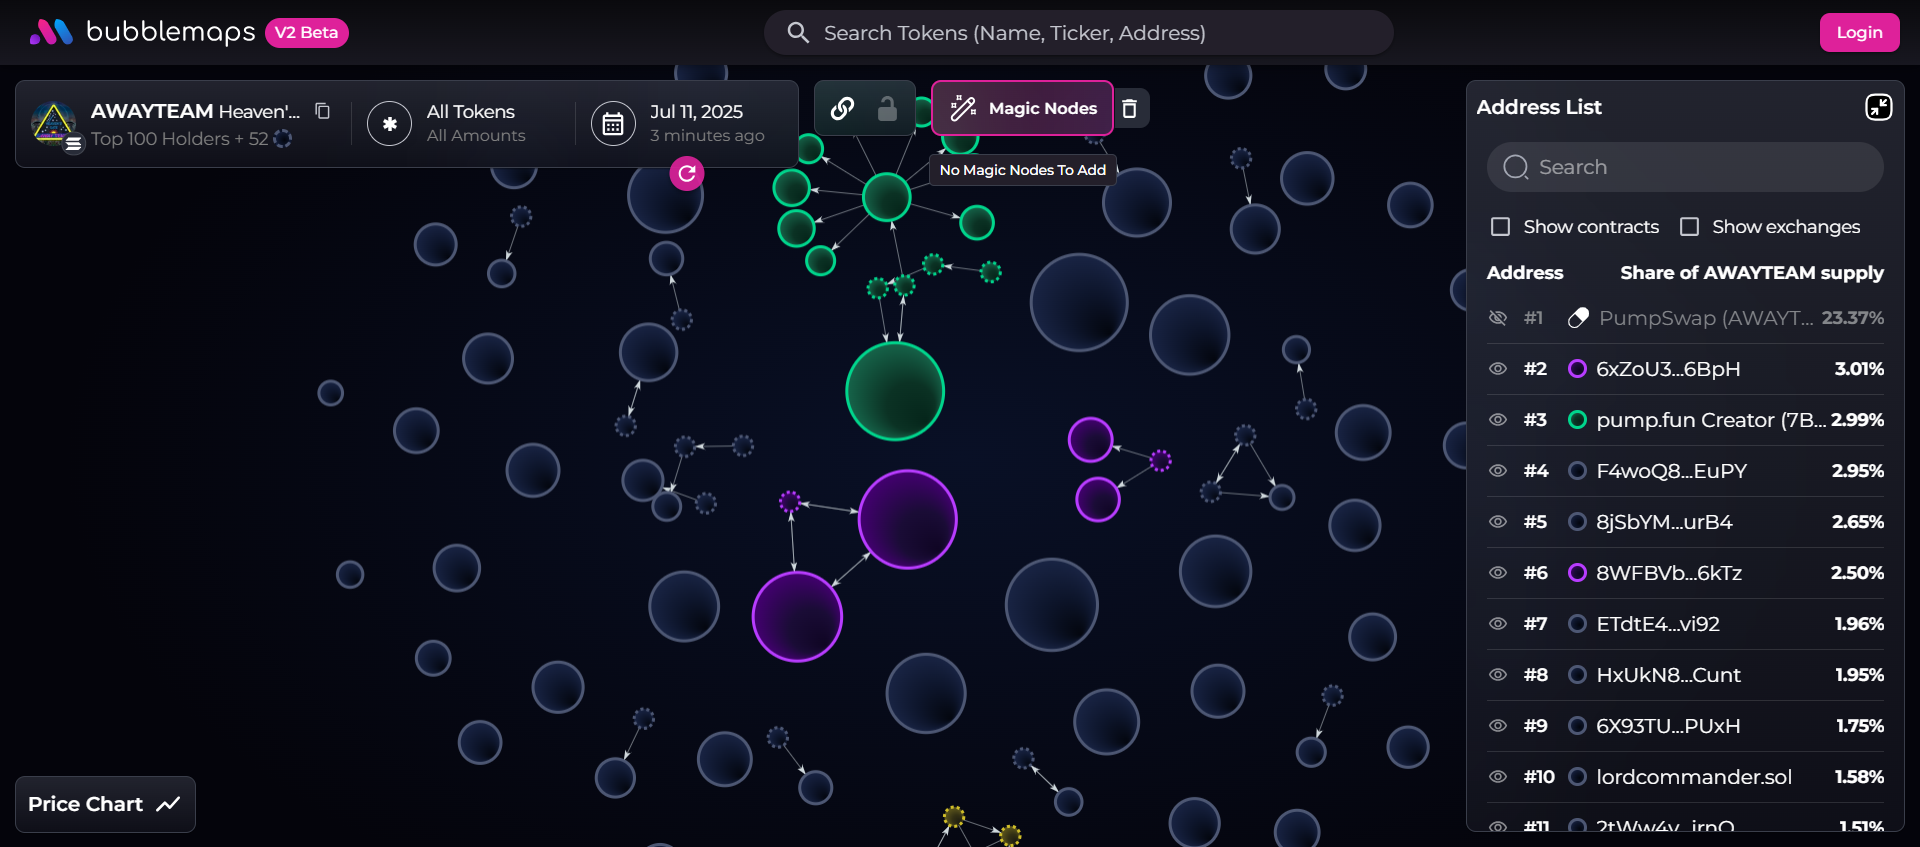 bubblemaps V2 Beta
Search Tokens (Name, Ticker, Address)
Login
AWAYTEAM Heaven'...
Top 100 Holders + 52
All Tokens
All Amounts
Jul 11, 2025
3 minutes ago
Magic Nodes
No Magic Nodes To Add
Address List
Search
Show contracts
Show exchanges
Address Share of AWAYTEAM supply
#1 PumpSwap (AWAYT... 23.37%
#2 6xZoU3...6BpH 3.01%
#3 pump.fun Creator (7B... 2.99%
#4 F4woQ8...EuPY 2.95%
#5 8jSbYM...urB4 2.65%
#6 8WFBVb...6kTz 2.50%
#7 ETdtE4...vi92 1.96%
#8 HxUkN8...Cunt 1.95%
#9 6X93TU...PUxH 1.75%
#10 lordcommander.sol 1.58%
#11 1.51%
Price Chart